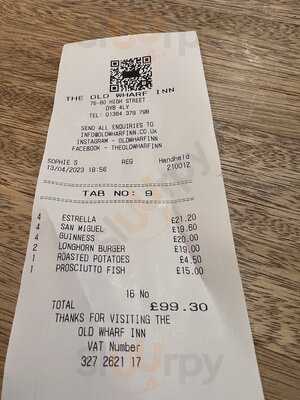 THE OLD WHARF INN
76-80 HIGH STREET
DY8 4LY
TEL: 01384 379 798
SEND ALL ENQUIRIES TO
INFO@OLDWHARFINN.CO.UK
INSTAGRAM - OLDWHARFINN
FACEBOOK - THEOLDWHARFINN
SOPHIE S REG Handheld
13/04/2023 18:56 210012
TAB NO: 9
4 ESTRELLA £21.20
4 SAN MIGUEL £19.60
4 GUINNESS £20.00
2 LONGHORN BURGER £19.00
1 ROASTED POTATOES £4.50
1 PROSCIUTTO FISH £15.00
16 No
TOTAL £99.30
THANKS FOR VISITING THE
OLD WHARF INN
VAT Number
327 2621 17